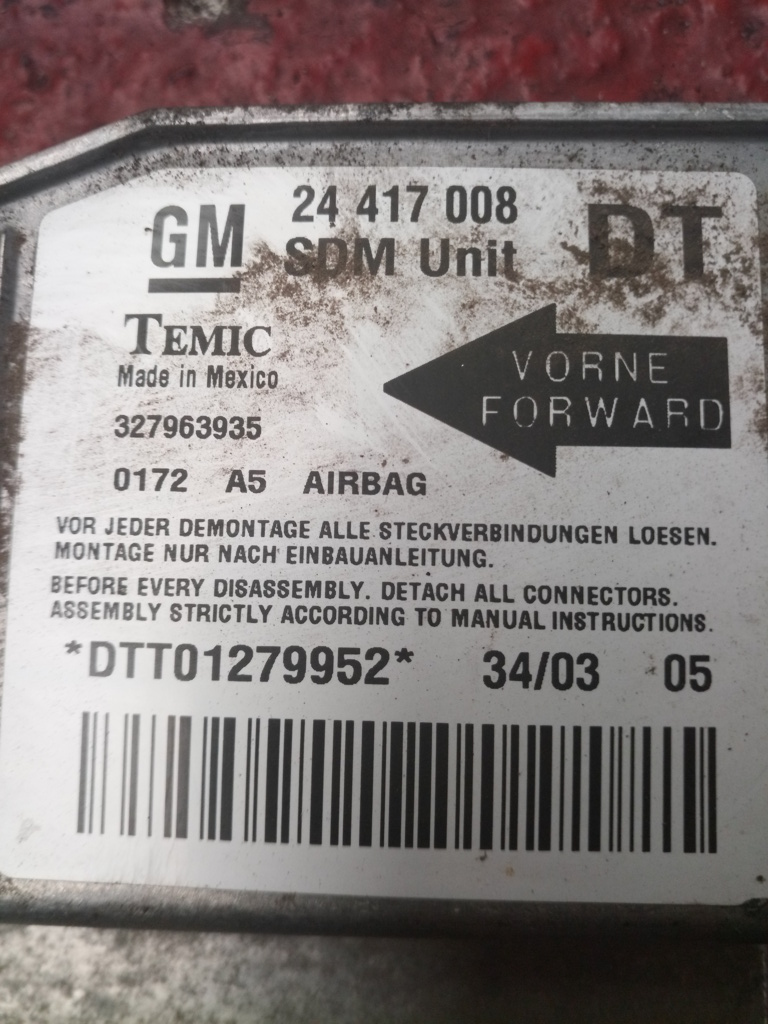 GM
24 417 008
SDM Unit
DT
TEMIC
Made in Mexico
VORNE
FORWARD
327963935
0172 A5 AIRBAG
VOR JEDER DEMONTAGE ALLE STECKVERBINDUNGEN LOESEN.
MONTAGE NUR NACH EINBAUANLEITUNG.
BEFORE EVERY DISASSEMBLY. DETACH ALL CONNECTORS.
ASSEMBLY STRICTLY ACCORDING TO MANUAL INSTRUCTIONS.
*DTT01279952* 34/03 05